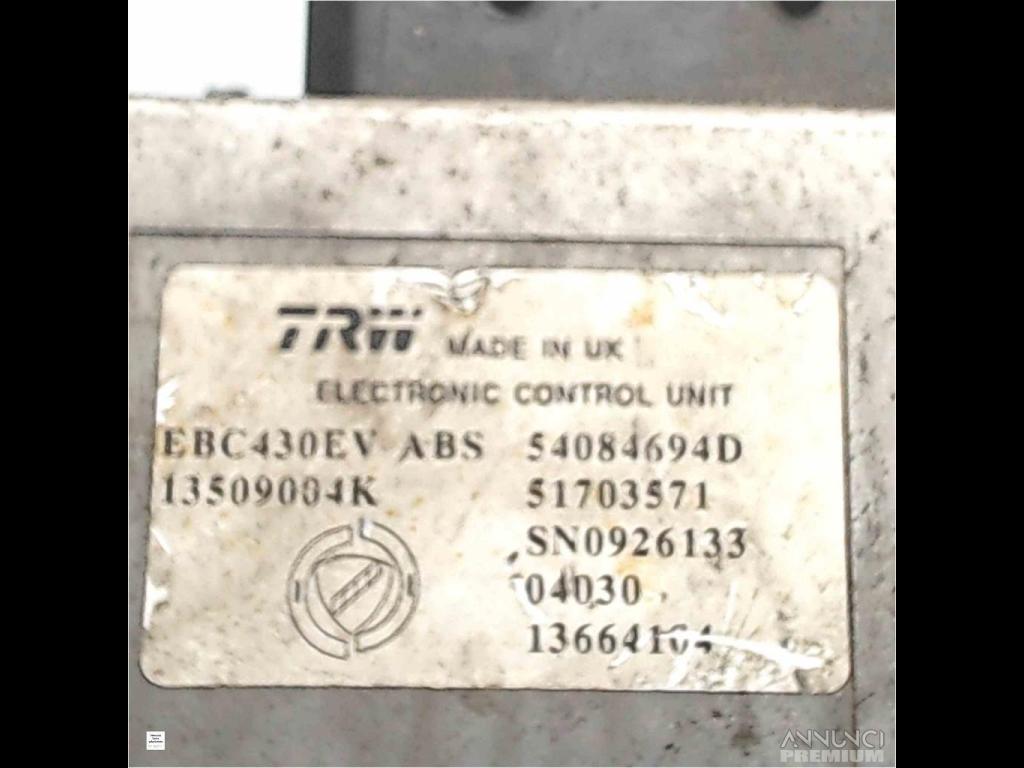 TRW MADE IN UK
ELECTRONIC CONTROL UNIT
EBC430EV ABS 54084694D
13509004K 51703571
SN0926133
04030
13664104
ANNUNCI
PREMIUM